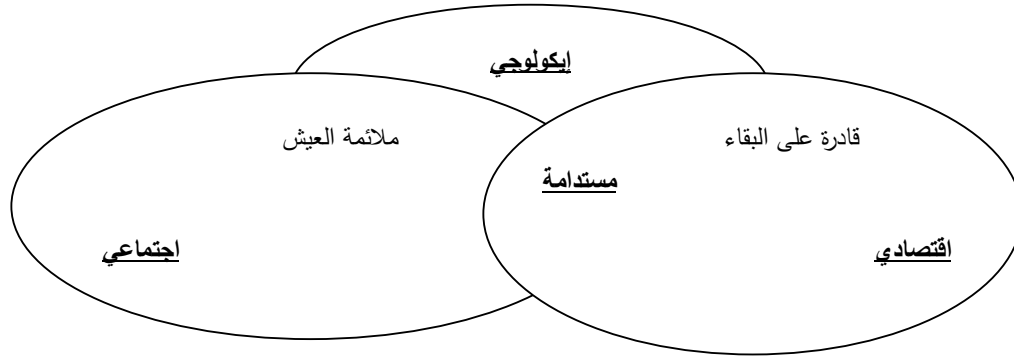 إيكولوجي
قادرة على البقاء
ملائمة العيش
مستدامة
اقتصادي
اجتماعي